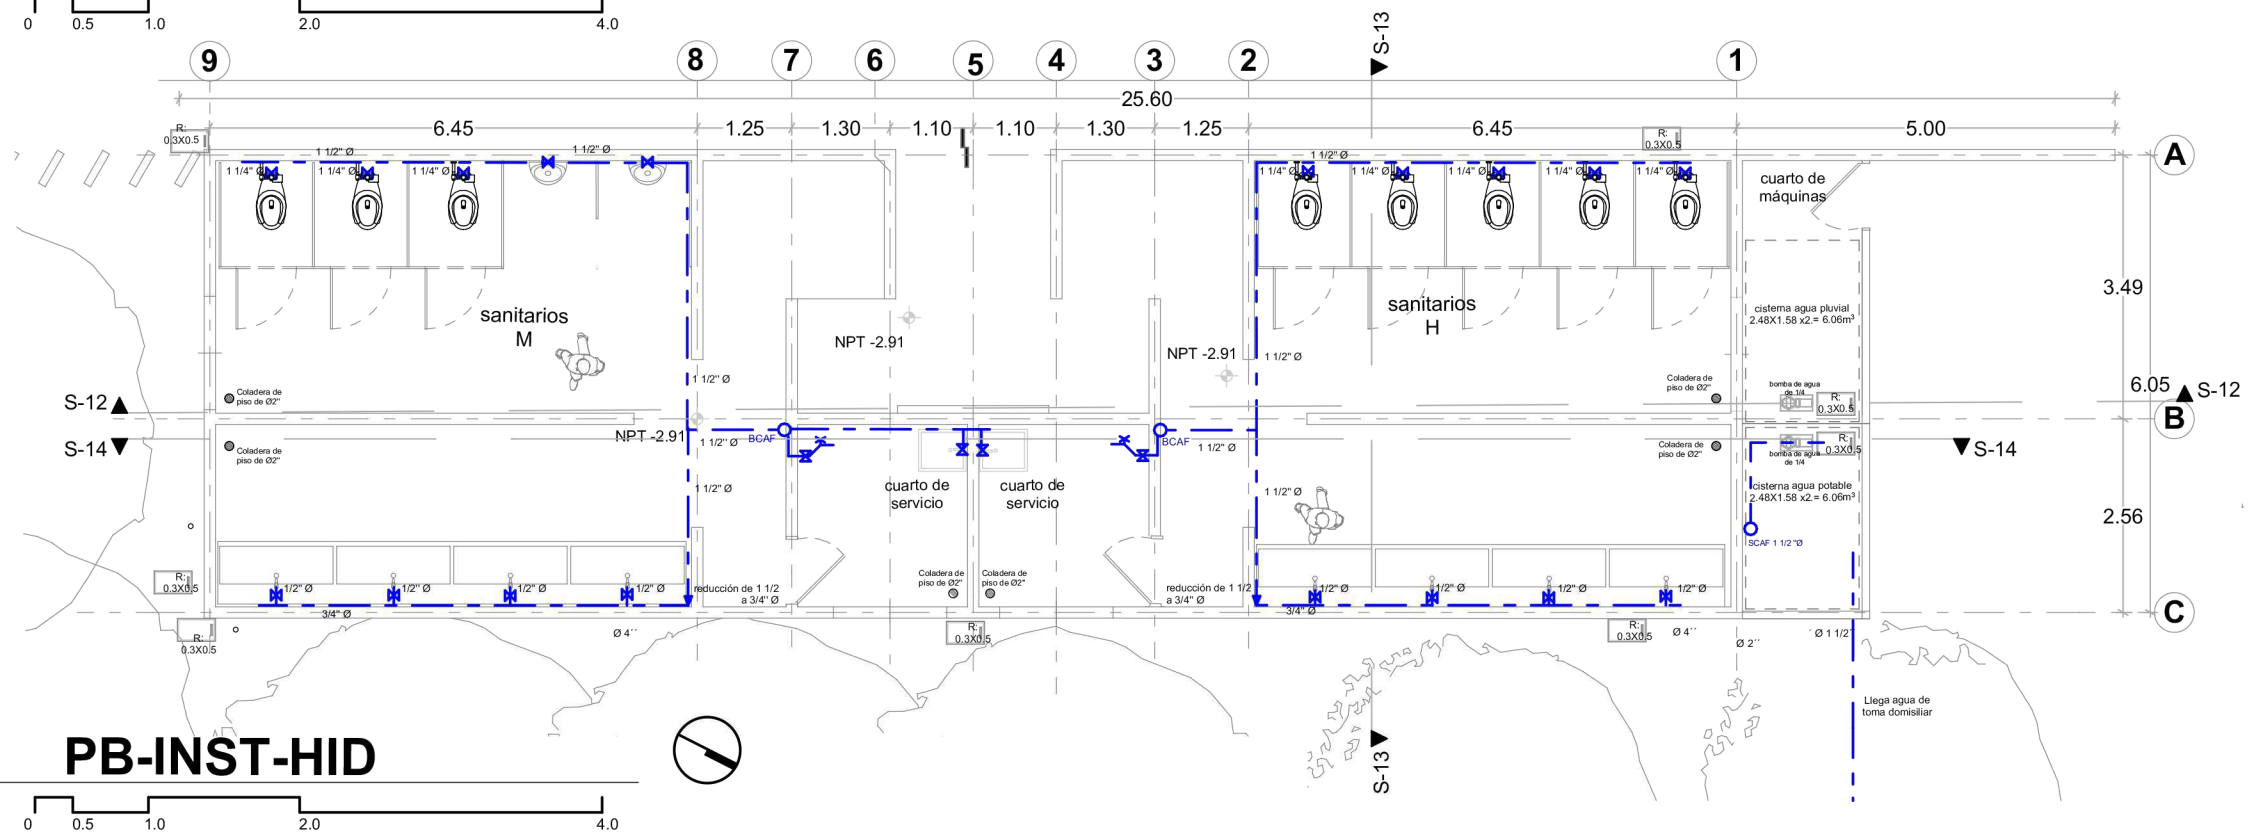 0 0.5 1.0 2.0 4.0
S-13
9 8 7 6 5 4 3 2 1
25.60
6.45 1.25 1.30 1.10 1.10 1.30 1.25 6.45 5.00
R:
0.3X0.5
R:
0.3X0.5
A
1 1/2" Ø 1 1/2" Ø 1 1/2" Ø
1 1/4" Ø 1 1/4" Ø 1 1/4" Ø 1 1/4" Ø 1 1/4" Ø 1 1/4" Ø 1 1/4" Ø 1 1/4" Ø
cuarto de
máquinas
3.49
sanitarios
M
sanitarios
H
cisterna agua pluvial
2.48X1.58 x2.= 6.06m³
NPT -2.91
NPT -2.91
1 1/2" Ø
1 1/2" Ø
Coladera de
piso de Ø2"
Coladera de
piso de Ø2"
bomba de agua
de 1/4
R:
0.3X0.5
6.05
S-12
S-12
B
NPT -2.91
1 1/2" Ø
BCAF
BCAF
1 1/2" Ø
S-14
S-14
Coladera de
piso de Ø2"
Coladera de
piso de Ø2"
bomba de agua
de 1/4
R:
0.3X0.5
cuarto de
servicio
cuarto de
servicio
1 1/2" Ø
1 1/2" Ø
cisterna agua potable
2.48X1.58 x2.= 6.06m³
2.56
SCAF 1 1/2 "Ø
R:
0.3X0.5
Coladera de
piso de Ø2"
Coladera de
piso de Ø2"
1/2" Ø 1/2" Ø 1/2" Ø 1/2" Ø
reducción de 1 1/2
a 3/4" Ø
reducción de 1 1/2
a 3/4" Ø
1/2" Ø 1/2" Ø 1/2" Ø 1/2" Ø
3/4" Ø
3/4" Ø
C
R:
0.3X0.5
Ø 4´´
R:
0.3X0.5
R:
0.3X0.5
Ø 4´´
Ø 2´´
Ø 1 1/2"
Llega agua de
toma domisiliar
PB-INST-HID
S-13
0 0.5 1.0 2.0 4.0